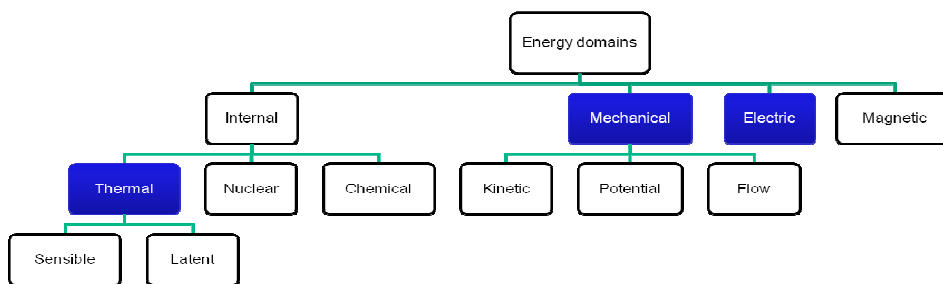 Energy domains
Internal
Mechanical
Electric
Magnetic
Thermal
Nuclear
Chemical
Kinetic
Potential
Flow
Sensible
Latent